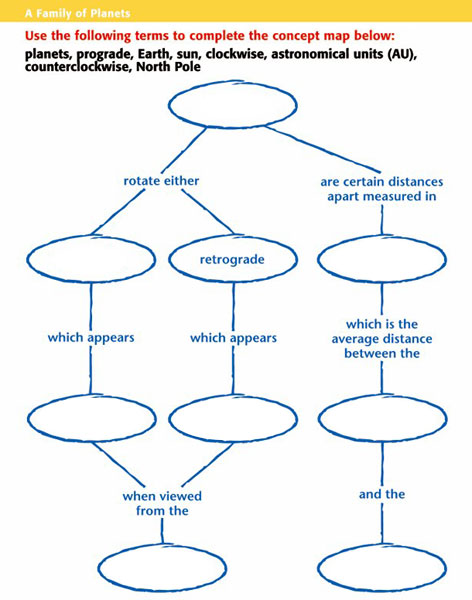 A Family of Planets
Use the following terms to complete the concept map below:
planets, prograde, Earth, sun, clockwise, astronomical units (AU),
counterclockwise, North Pole
rotate either
are certain distances
apart measured in
retrograde
which appears
which appears
which is the
average distance
between the
when viewed
from the
and the